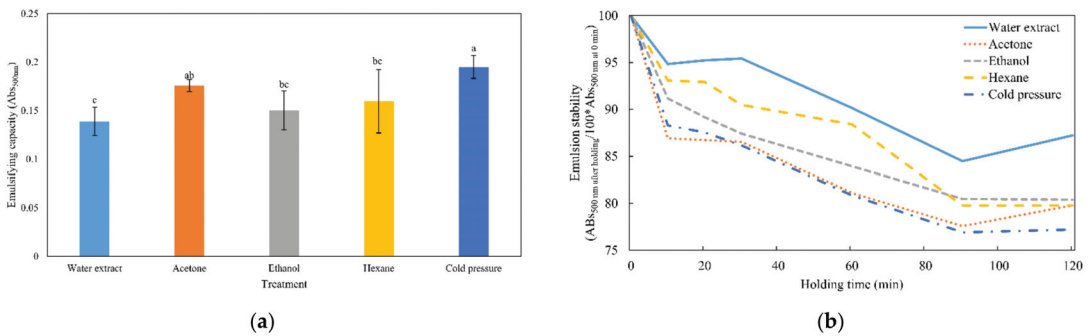 0.25
0.2
0.15
0.1
0.05
0
Emulsifying capacity (Abs500nm)
c
ab
bc
bc
a
Water extract
Acetone
Ethanol
Hexane
Cold pressure
Treatment
(a)
100
95
90
85
80
75
Emulsion stability
(ABs500 nm after holding/100*Abs500 nm at 0 min)
Water extract
Acetone
Ethanol
Hexane
Cold pressure
0
20
40
60
80
100
120
Holding time (min)
(b)